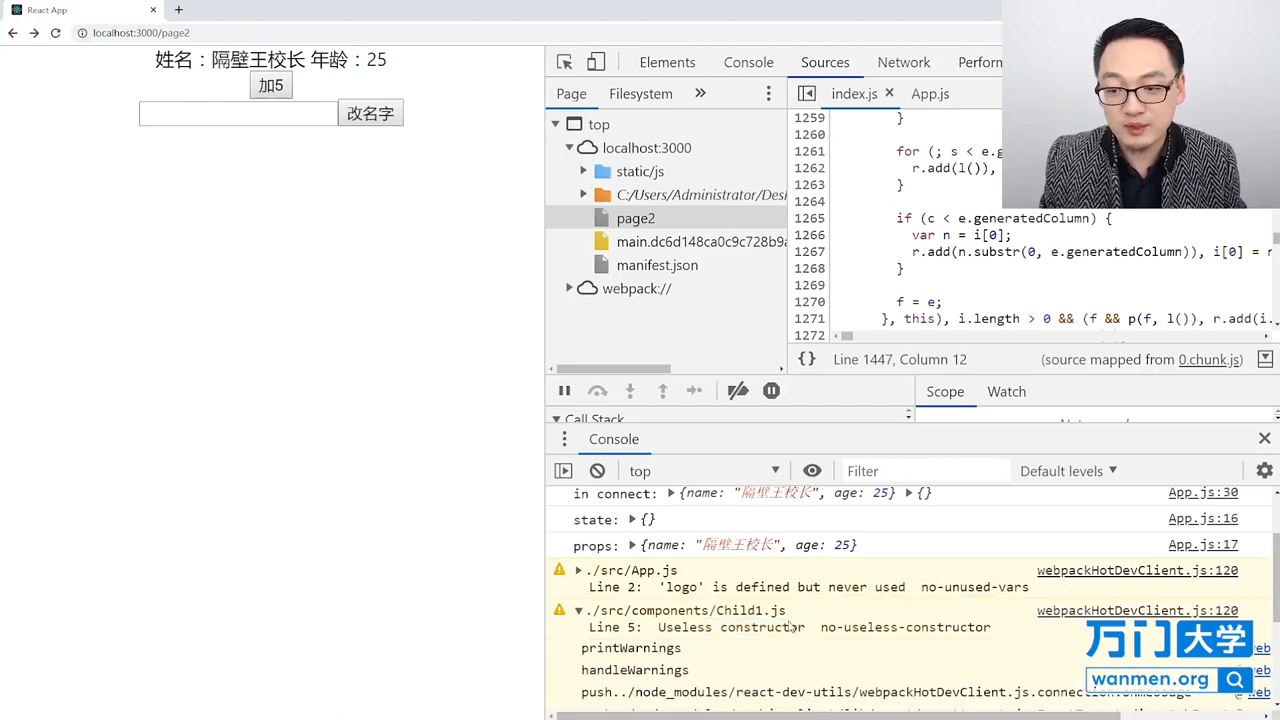 React App
localhost:3000/page2
姓名：隔壁王校长 年龄：25
加5
改名字
Elements Console Sources Network Perforn
Page Filesystem »
index.js × App.js
top
localhost:3000
static/js
C:/Users/Administrator/Desl
page2
main.dc6d148ca0c9c728b9a
manifest.json
webpack://
1259 }
1260
1261 for (; s < e.g
1262 r.add(l()),
1263 }
1264
1265 if (c < e.generatedColumn) {
1266 var n = i[0];
1267 r.add(n.substr(0, e.generatedColumn)), i[0] = r
1268 }
1269
1270 f = e;
1271 }, this), i.length > 0 && (f && p(f, l()), r.add(i.
1272
{} Line 1447, Column 12 (source mapped from 0.chunk.js)
Scope Watch
Call Stack
Console
top Filter Default levels ▼
in connect: ▶{name: "隔壁王校长", age: 25} ▶{} App.js:30
state: ▶{} App.js:16
props: ▶{name: "隔壁王校长", age: 25} App.js:17
▶./src/App.js webpackHotDevClient.js:120
Line 2: 'logo' is defined but never used no-unused-vars
▼./src/components/Child1.js webpackHotDevClient.js:120
Line 5: Useless constructor no-useless-constructor
printWarnings
handleWarnings
push../node_modules/react-dev-utils/webpackHotDevClient.js.connection.onmessage
万门大学
wanmen.org